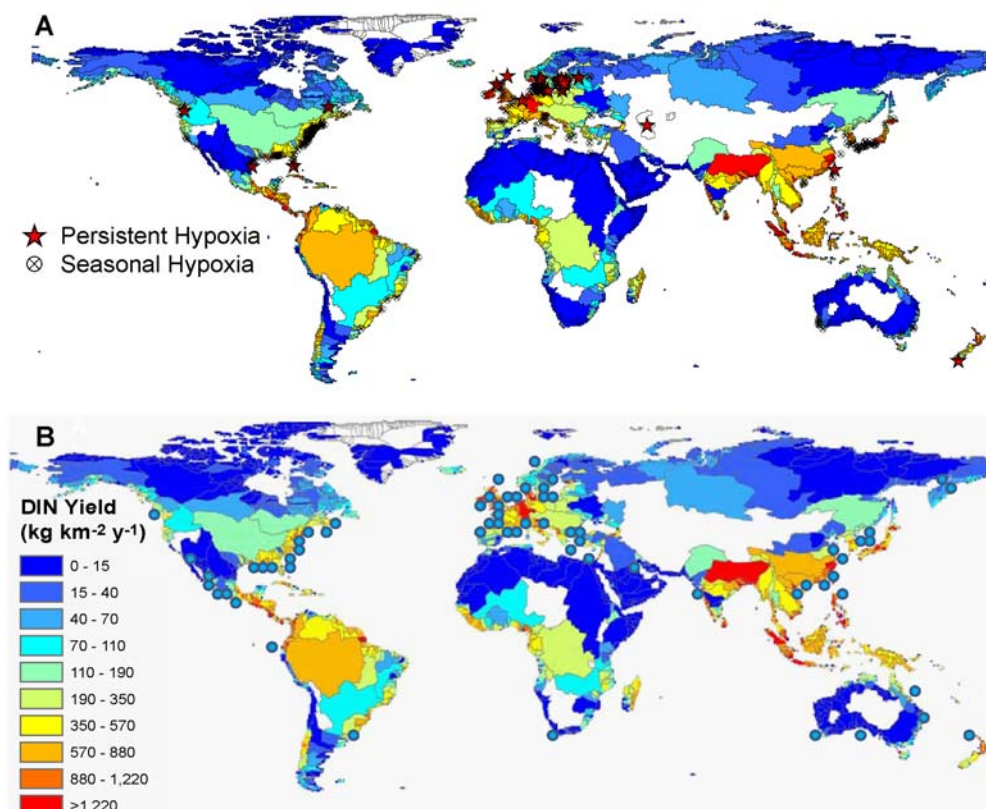 A
Persistent Hypoxia
Seasonal Hypoxia
B
A
DIN Yield
(kg km-2 y-1)
0 - 15
15 - 40
40 - 70
70 - 110
110 - 190
190 - 350
350 - 570
570 - 880
880 - 1,220
>1,220